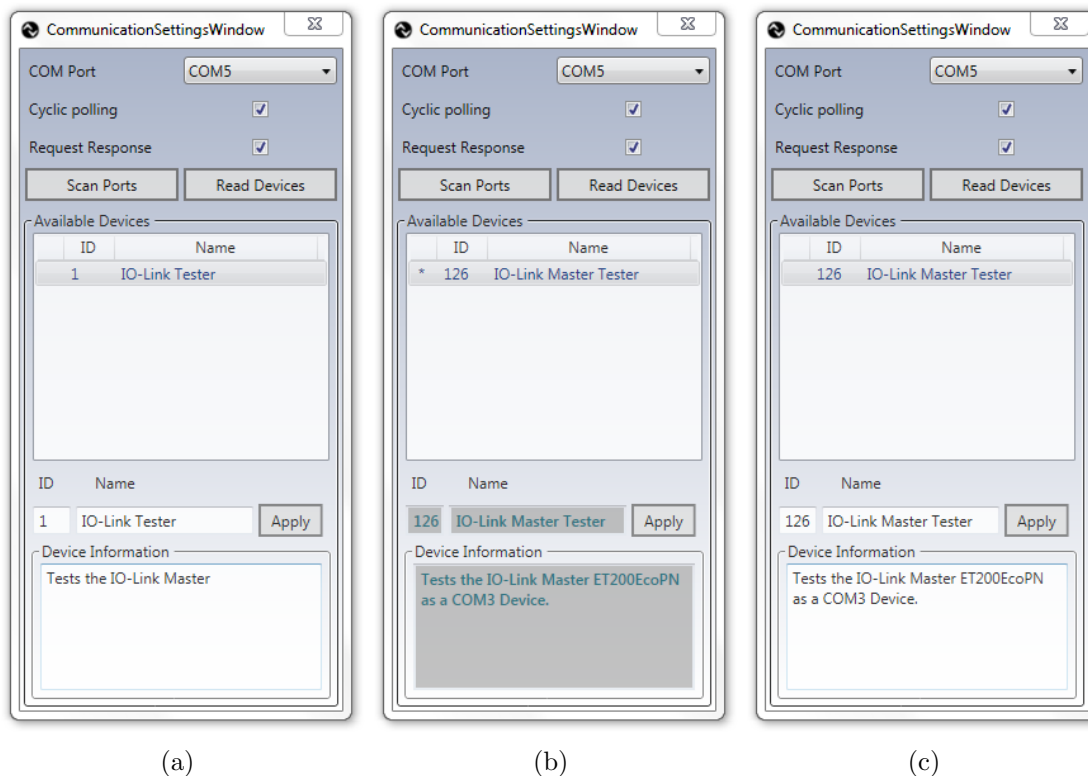 CommunicationSettingsWindow
COM Port COM5
Cyclic polling
Request Response
Scan Ports Read Devices
Available Devices
ID Name
1 IO-Link Tester
ID Name
1 IO-Link Tester Apply
Device Information
Tests the IO-Link Master
(a)
CommunicationSettingsWindow
COM Port COM5
Cyclic polling
Request Response
Scan Ports Read Devices
Available Devices
ID Name
* 126 IO-Link Master Tester
ID Name
126 IO-Link Master Tester Apply
Device Information
Tests the IO-Link Master ET200EcoPN
as a COM3 Device.
(b)
CommunicationSettingsWindow
COM Port COM5
Cyclic polling
Request Response
Scan Ports Read Devices
Available Devices
ID Name
126 IO-Link Master Tester
ID Name
126 IO-Link Master Tester Apply
Device Information
Tests the IO-Link Master ET200EcoPN
as a COM3 Device.
(c)